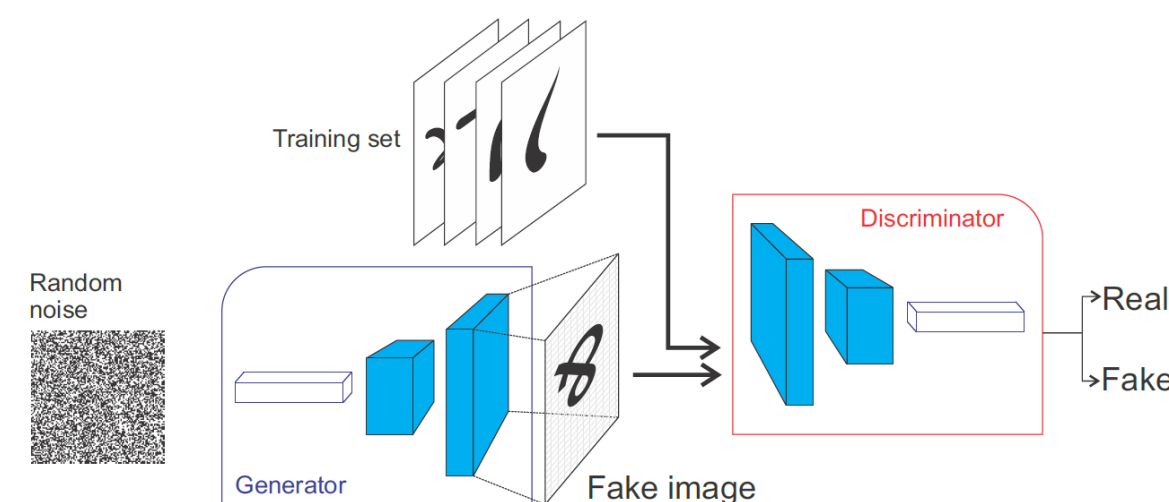 Training set
Discriminator
Random
noise
Real
Fake
Generator
Fake image